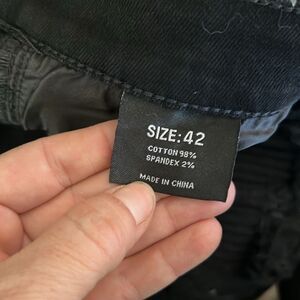 SIZE:42
COTTON 98%
SPANDEX 2%
MADE IN CHINA